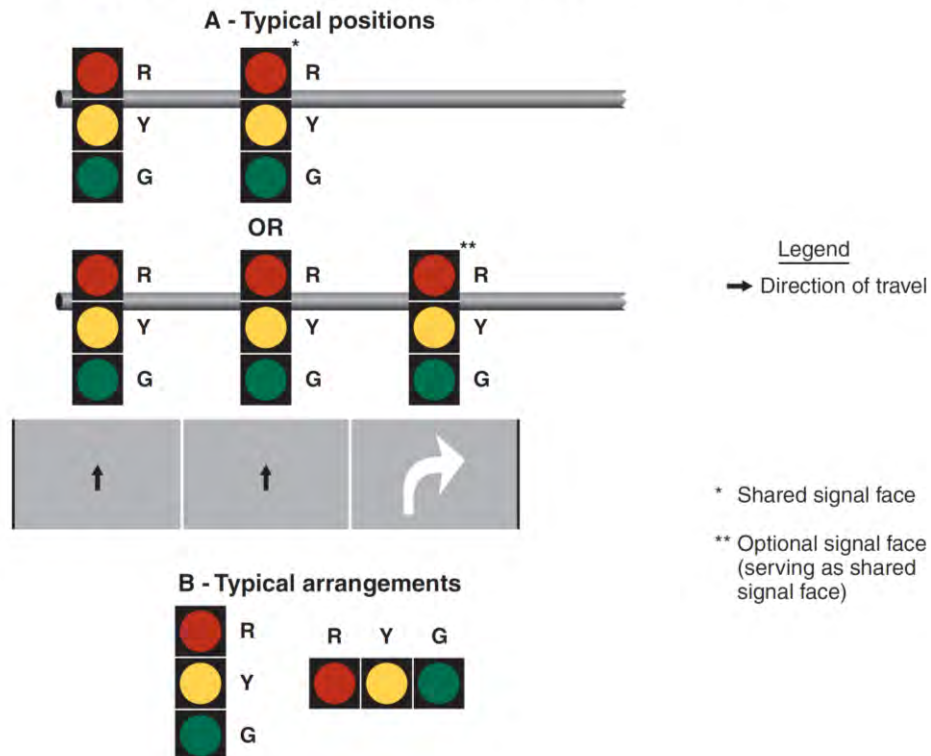 A - Typical positions
*
R R
Y Y
G G
OR
**
R R R
Y Y Y
G G G
Legend
Direction of travel
* Shared signal face
** Optional signal face
(serving as shared
signal face)
B - Typical arrangements
R
Y
G
R Y G